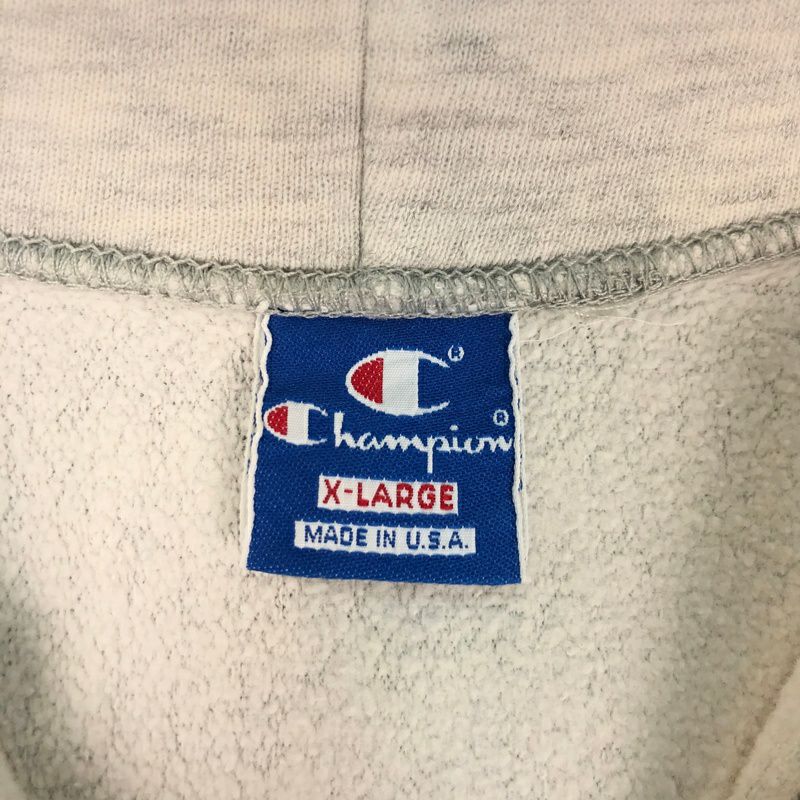 C®
Champion®
X-LARGE
MADE IN U.S.A.